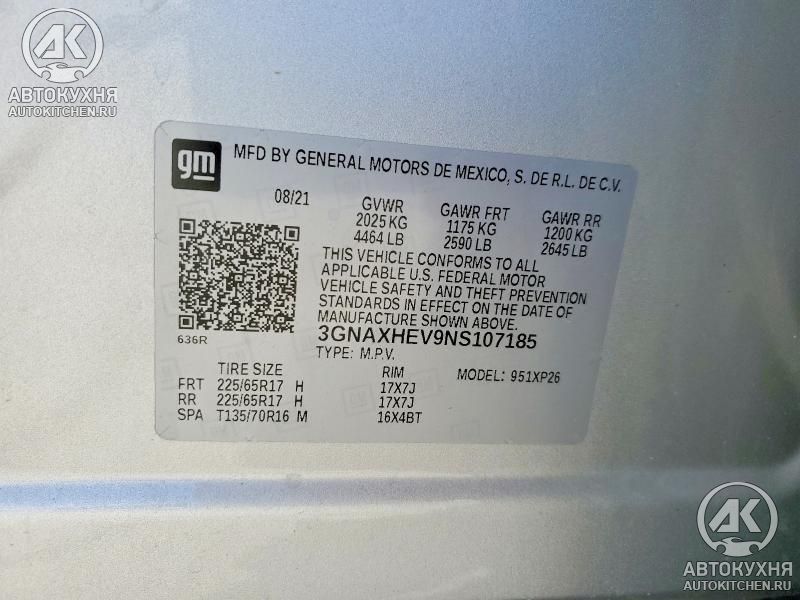 АВТОКУХНЯ
AUTOKITCHEN.RU
gm
MFD BY GENERAL MOTORS DE MEXICO, S. DE R.L. DE C.V.
08/21
GVWR GAWR FRT GAWR RR
2025 KG 1175 KG 1200 KG
4464 LB 2590 LB 2645 LB
THIS VEHICLE CONFORMS TO ALL
APPLICABLE U.S. FEDERAL MOTOR
VEHICLE SAFETY AND THEFT PREVENTION
STANDARDS IN EFFECT ON THE DATE OF
MANUFACTURE SHOWN ABOVE.
636R
3GNAXHEV9NS107185
TYPE: M.P.V.
TIRE SIZE RIM MODEL: 951XP26
FRT 225/65R17 H 17X7J
RR 225/65R17 H 17X7J
SPA T135/70R16 M 16X4BT
АВТОКУХНЯ
AUTOKITCHEN.RU